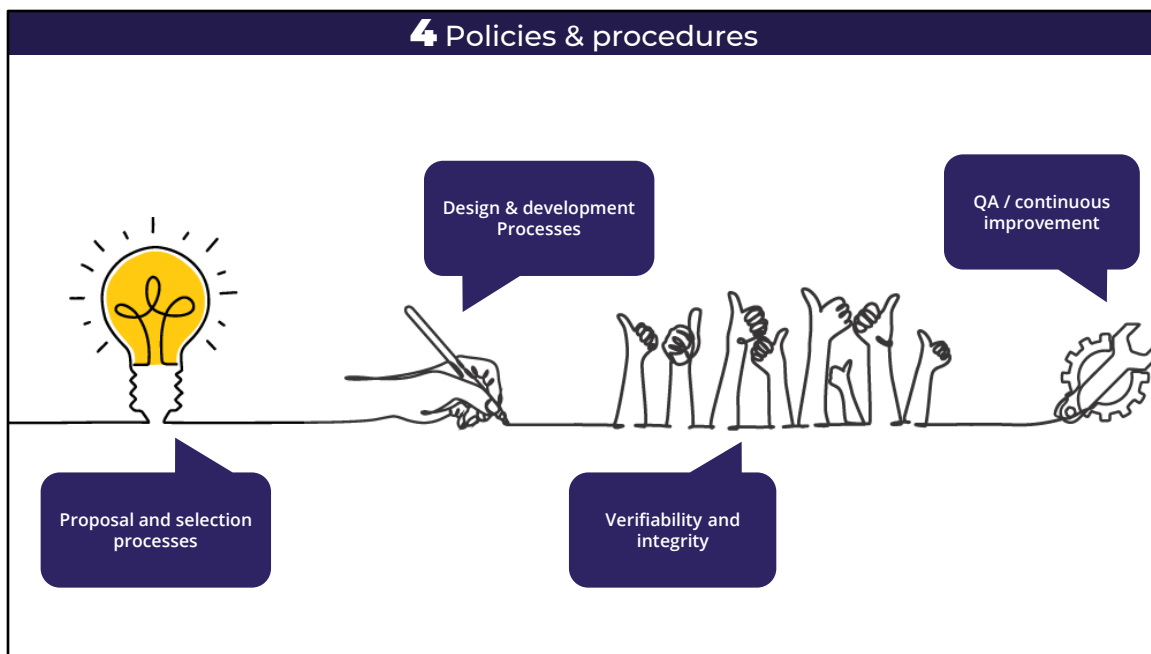 4 Policies & procedures
Design & development
Processes
QA / continuous
improvement
Proposal and selection
processes
Verifiability and
integrity